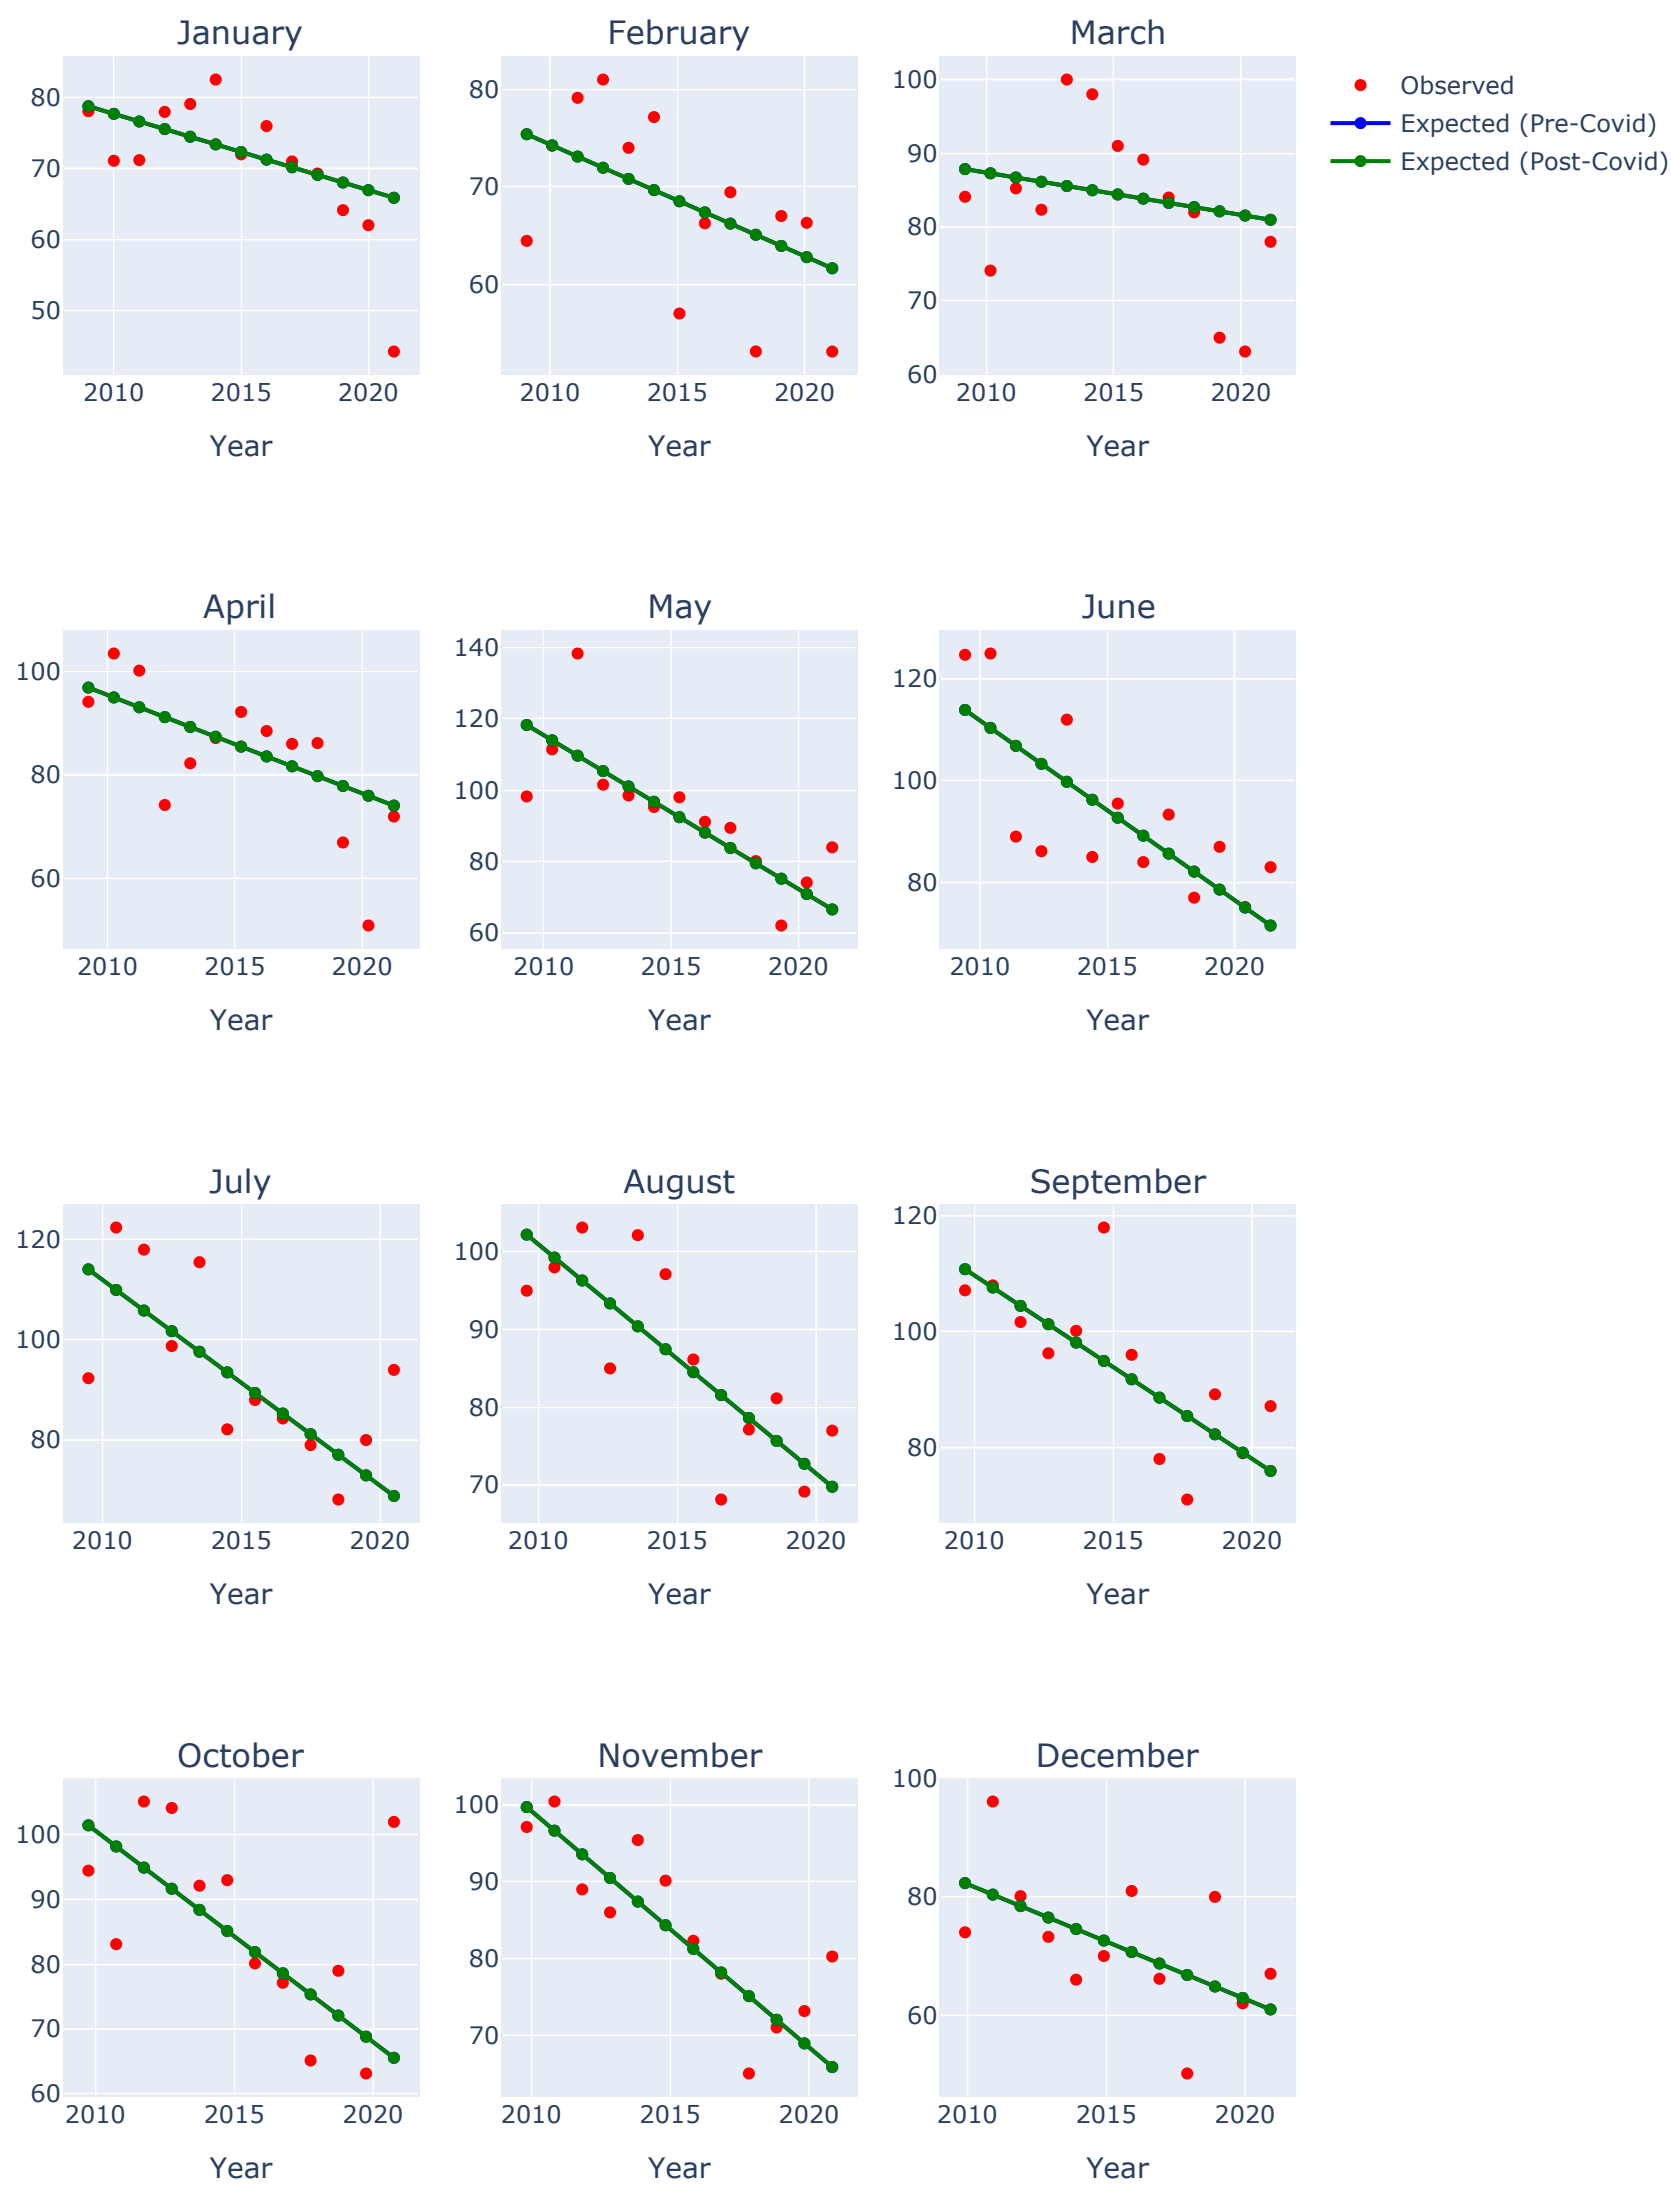 January
February
March
80
70
60
50
2010 2015 2020
Year
80
70
60
2010 2015 2020
Year
100
90
80
70
60
2010 2015 2020
Year
Observed
Expected (Pre-Covid)
Expected (Post-Covid)
April
May
June
100
80
60
2010 2015 2020
Year
140
120
100
80
60
2010 2015 2020
Year
120
100
80
2010 2015 2020
Year
July
August
September
120
100
80
2010 2015 2020
Year
100
90
80
70
2010 2015 2020
Year
120
100
80
2010 2015 2020
Year
October
November
December
100
90
80
70
60
2010 2015 2020
Year
100
90
80
70
2010 2015 2020
Year
100
80
60
2010 2015 2020
Year